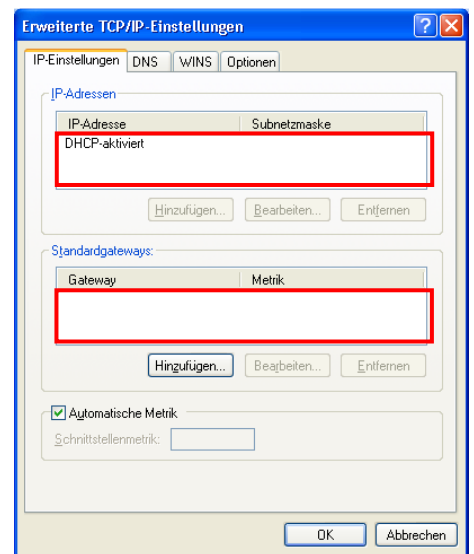 Erweiterte TCP/IP-Einstellungen
IP-Einstellungen DNS WINS Optionen
IP-Adressen
IP-Adresse Subnetzmaske
DHCP-aktiviert
Hinzufügen... Bearbeiten... Entfernen
Standardgateways:
Gateway Metrik
Hinzufügen... Bearbeiten... Entfernen
Automatische Metrik
Schnittstellenmetrik:
OK Abbrechen